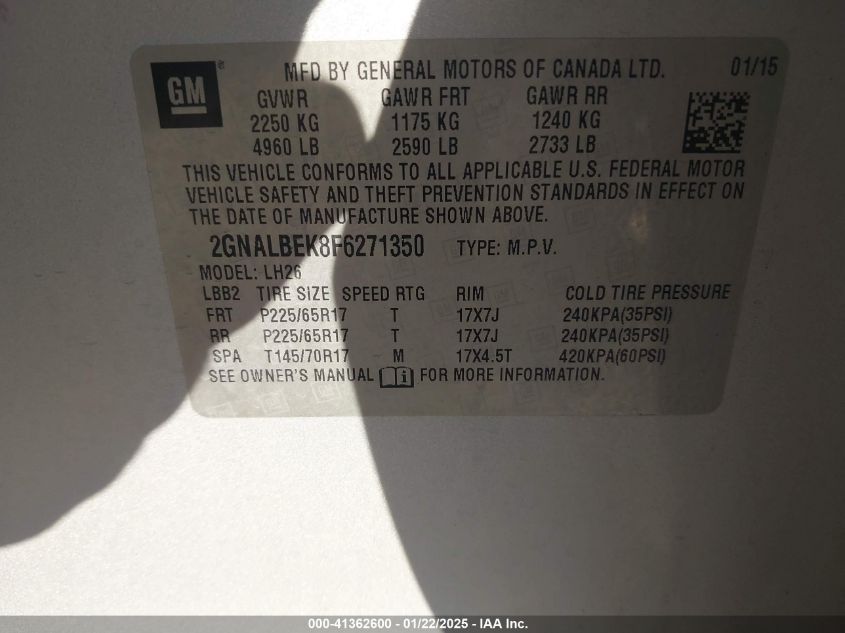 GM ® MFD BY GENERAL MOTORS OF CANADA LTD. 01/15
GVWR GAWR FRT GAWR RR
2250 KG 1175 KG 1240 KG
4960 LB 2590 LB 2733 LB
THIS VEHICLE CONFORMS TO ALL APPLICABLE U.S. FEDERAL MOTOR
VEHICLE SAFETY AND THEFT PREVENTION STANDARDS IN EFFECT ON
THE DATE OF MANUFACTURE SHOWN ABOVE.
2GNALBEK8F6271350 TYPE: M.P.V.
MODEL: LH26
LBB2 TIRE SIZE SPEED RTG RIM COLD TIRE PRESSURE
FRT P225/65R17 T 17X7J 240KPA(35PSI)
RR P225/65R17 T 17X7J 240KPA(35PSI)
SPA T145/70R17 M 17X4.5T 420KPA(60PSI)
SEE OWNER'S MANUAL FOR MORE INFORMATION.
000-41362600 - 01/22/2025 - IAA Inc.